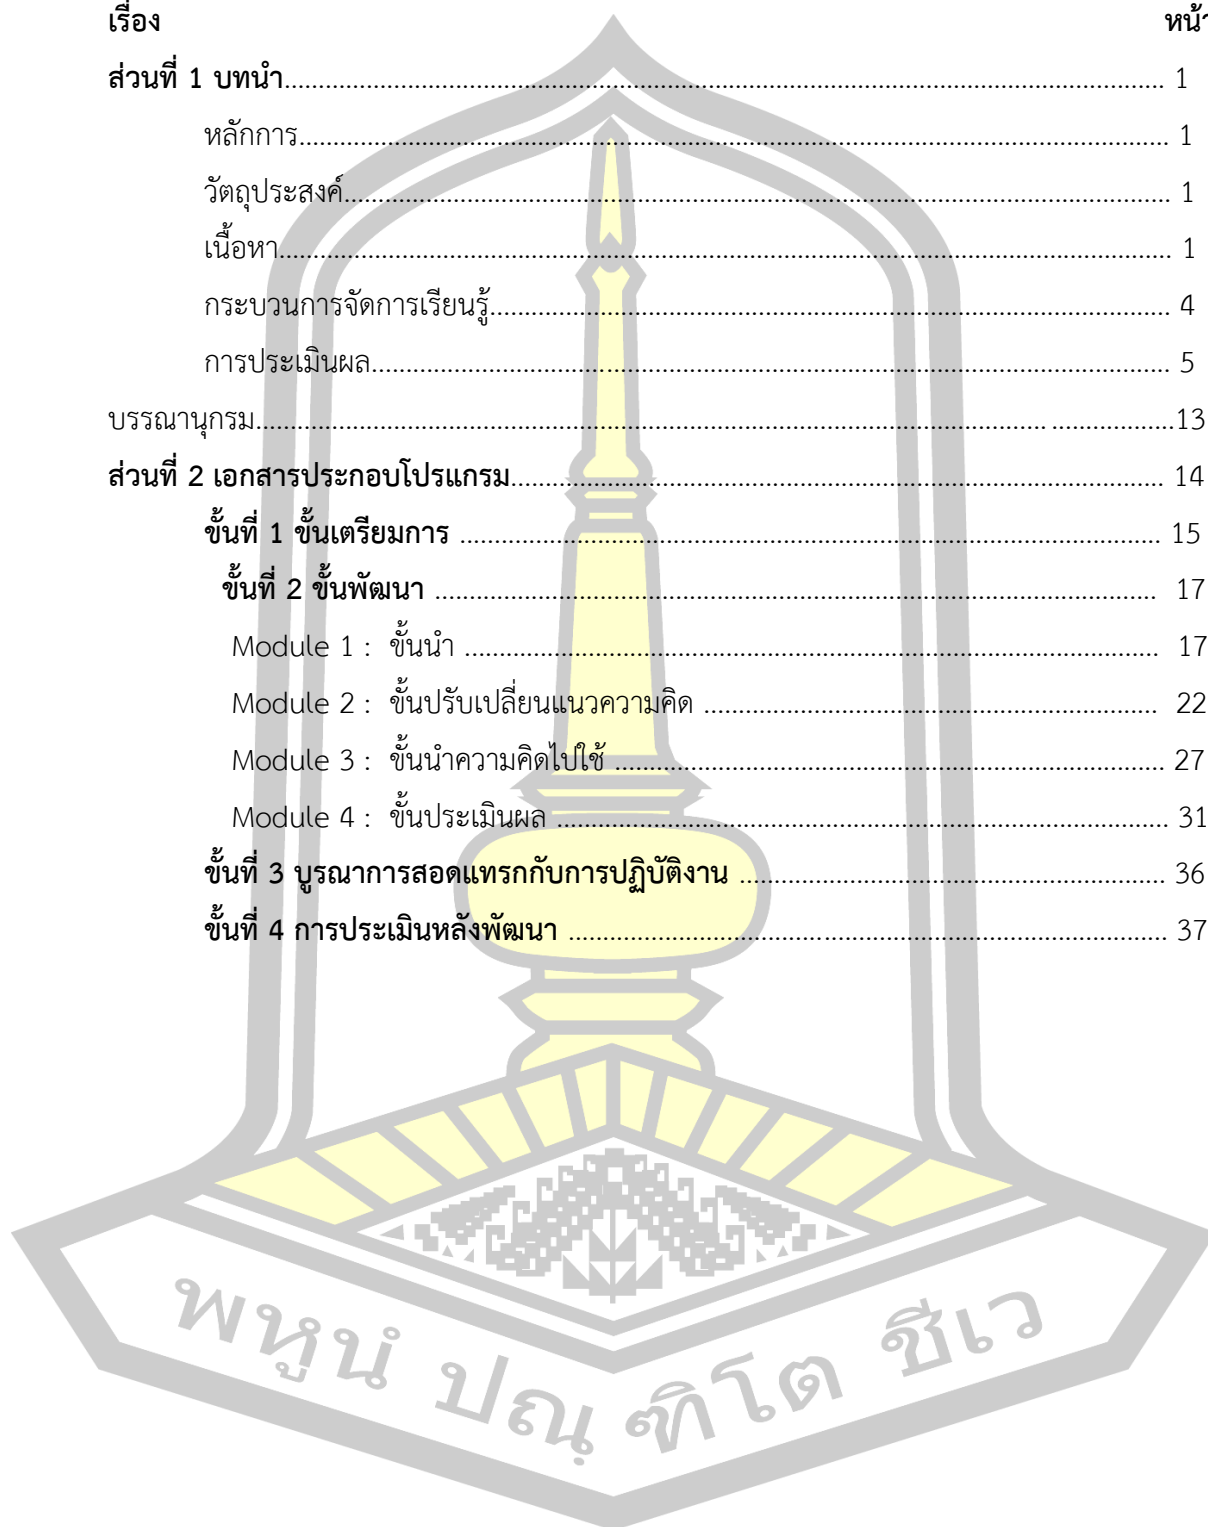 เรื่อง หน้า
ส่วนที่ 1 บทนำ 1
หลักการ 1
วัตถุประสงค์ 1
เนื้อหา 1
กระบวนการจัดการเรียนรู้ 4
การประเมินผล 5
บรรณานุกรม 13
ส่วนที่ 2 เอกสารประกอบโปรแกรม 14
ขั้นที่ 1 ขั้นเตรียมการ 15
ขั้นที่ 2 ขั้นพัฒนา 17
Module 1 : ขั้นนำ 17
Module 2 : ขั้นปรับเปลี่ยนแนวความคิด 22
Module 3 : ขั้นนำความคิดไปใช้ 27
Module 4 : ขั้นประเมินผล 31
ขั้นที่ 3 บูรณาการสอดแทรกกับการปฏิบัติงาน 36
ขั้นที่ 4 การประเมินหลังพัฒนา 37
พหูนํ ปณฺฑิโต ชีเว